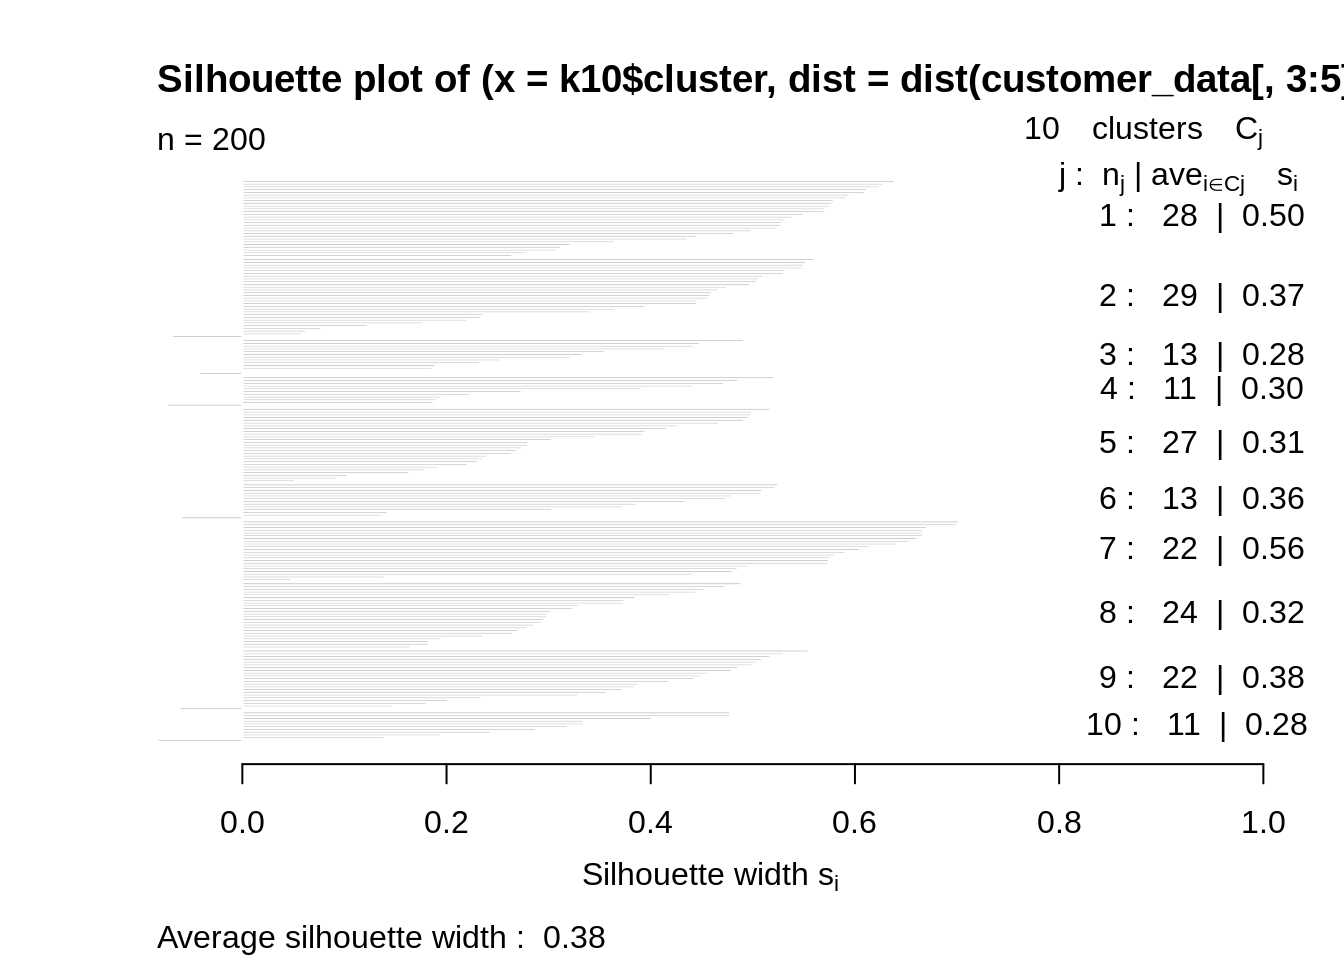 Silhouette plot of (x = k10$cluster, dist = dist(customer_data[, 3:5]
n = 200
10 clusters Cj
j : nj | avei∈Cj si
1 : 28 | 0.50
2 : 29 | 0.37
3 : 13 | 0.28
4 : 11 | 0.30
5 : 27 | 0.31
6 : 13 | 0.36
7 : 22 | 0.56
8 : 24 | 0.32
9 : 22 | 0.38
10 : 11 | 0.28
0.0 0.2 0.4 0.6 0.8 1.0
Silhouette width si
Average silhouette width : 0.38